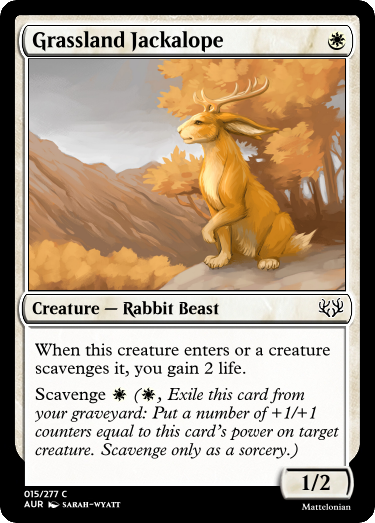 Grassland Jackalope
Creature — Rabbit Beast
When this creature enters or a creature
scavenges it, you gain 2 life.
Scavenge (, Exile this card from
your graveyard: Put a number of +1/+1
counters equal to this card's power on target
creature. Scavenge only as a sorcery.)
1/2
015/277 C
AUR SARAH-WYATT
Mattelonian